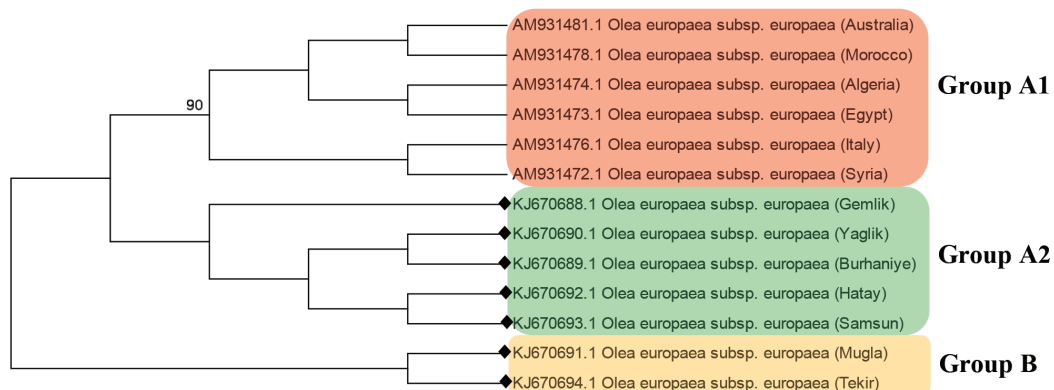 AM931481.1 Olea europaea subsp. europaea (Australia)
AM931478.1 Olea europaea subsp. europaea (Morocco)
AM931474.1 Olea europaea subsp. europaea (Algeria)
Group A1
90
AM931473.1 Olea europaea subsp. europaea (Egypt)
AM931476.1 Olea europaea subsp. europaea (Italy)
AM931472.1 Olea europaea subsp. europaea (Syria)
KJ670688.1 Olea europaea subsp. europaea (Gemlik)
KJ670690.1 Olea europaea subsp. europaea (Yaglik)
Group A2
KJ670689.1 Olea europaea subsp. europaea (Burhaniye)
KJ670692.1 Olea europaea subsp. europaea (Hatay)
KJ670693.1 Olea europaea subsp. europaea (Samsun)
KJ670691.1 Olea europaea subsp. europaea (Mugla)
Group B
KJ670694.1 Olea europaea subsp. europaea (Tekir)